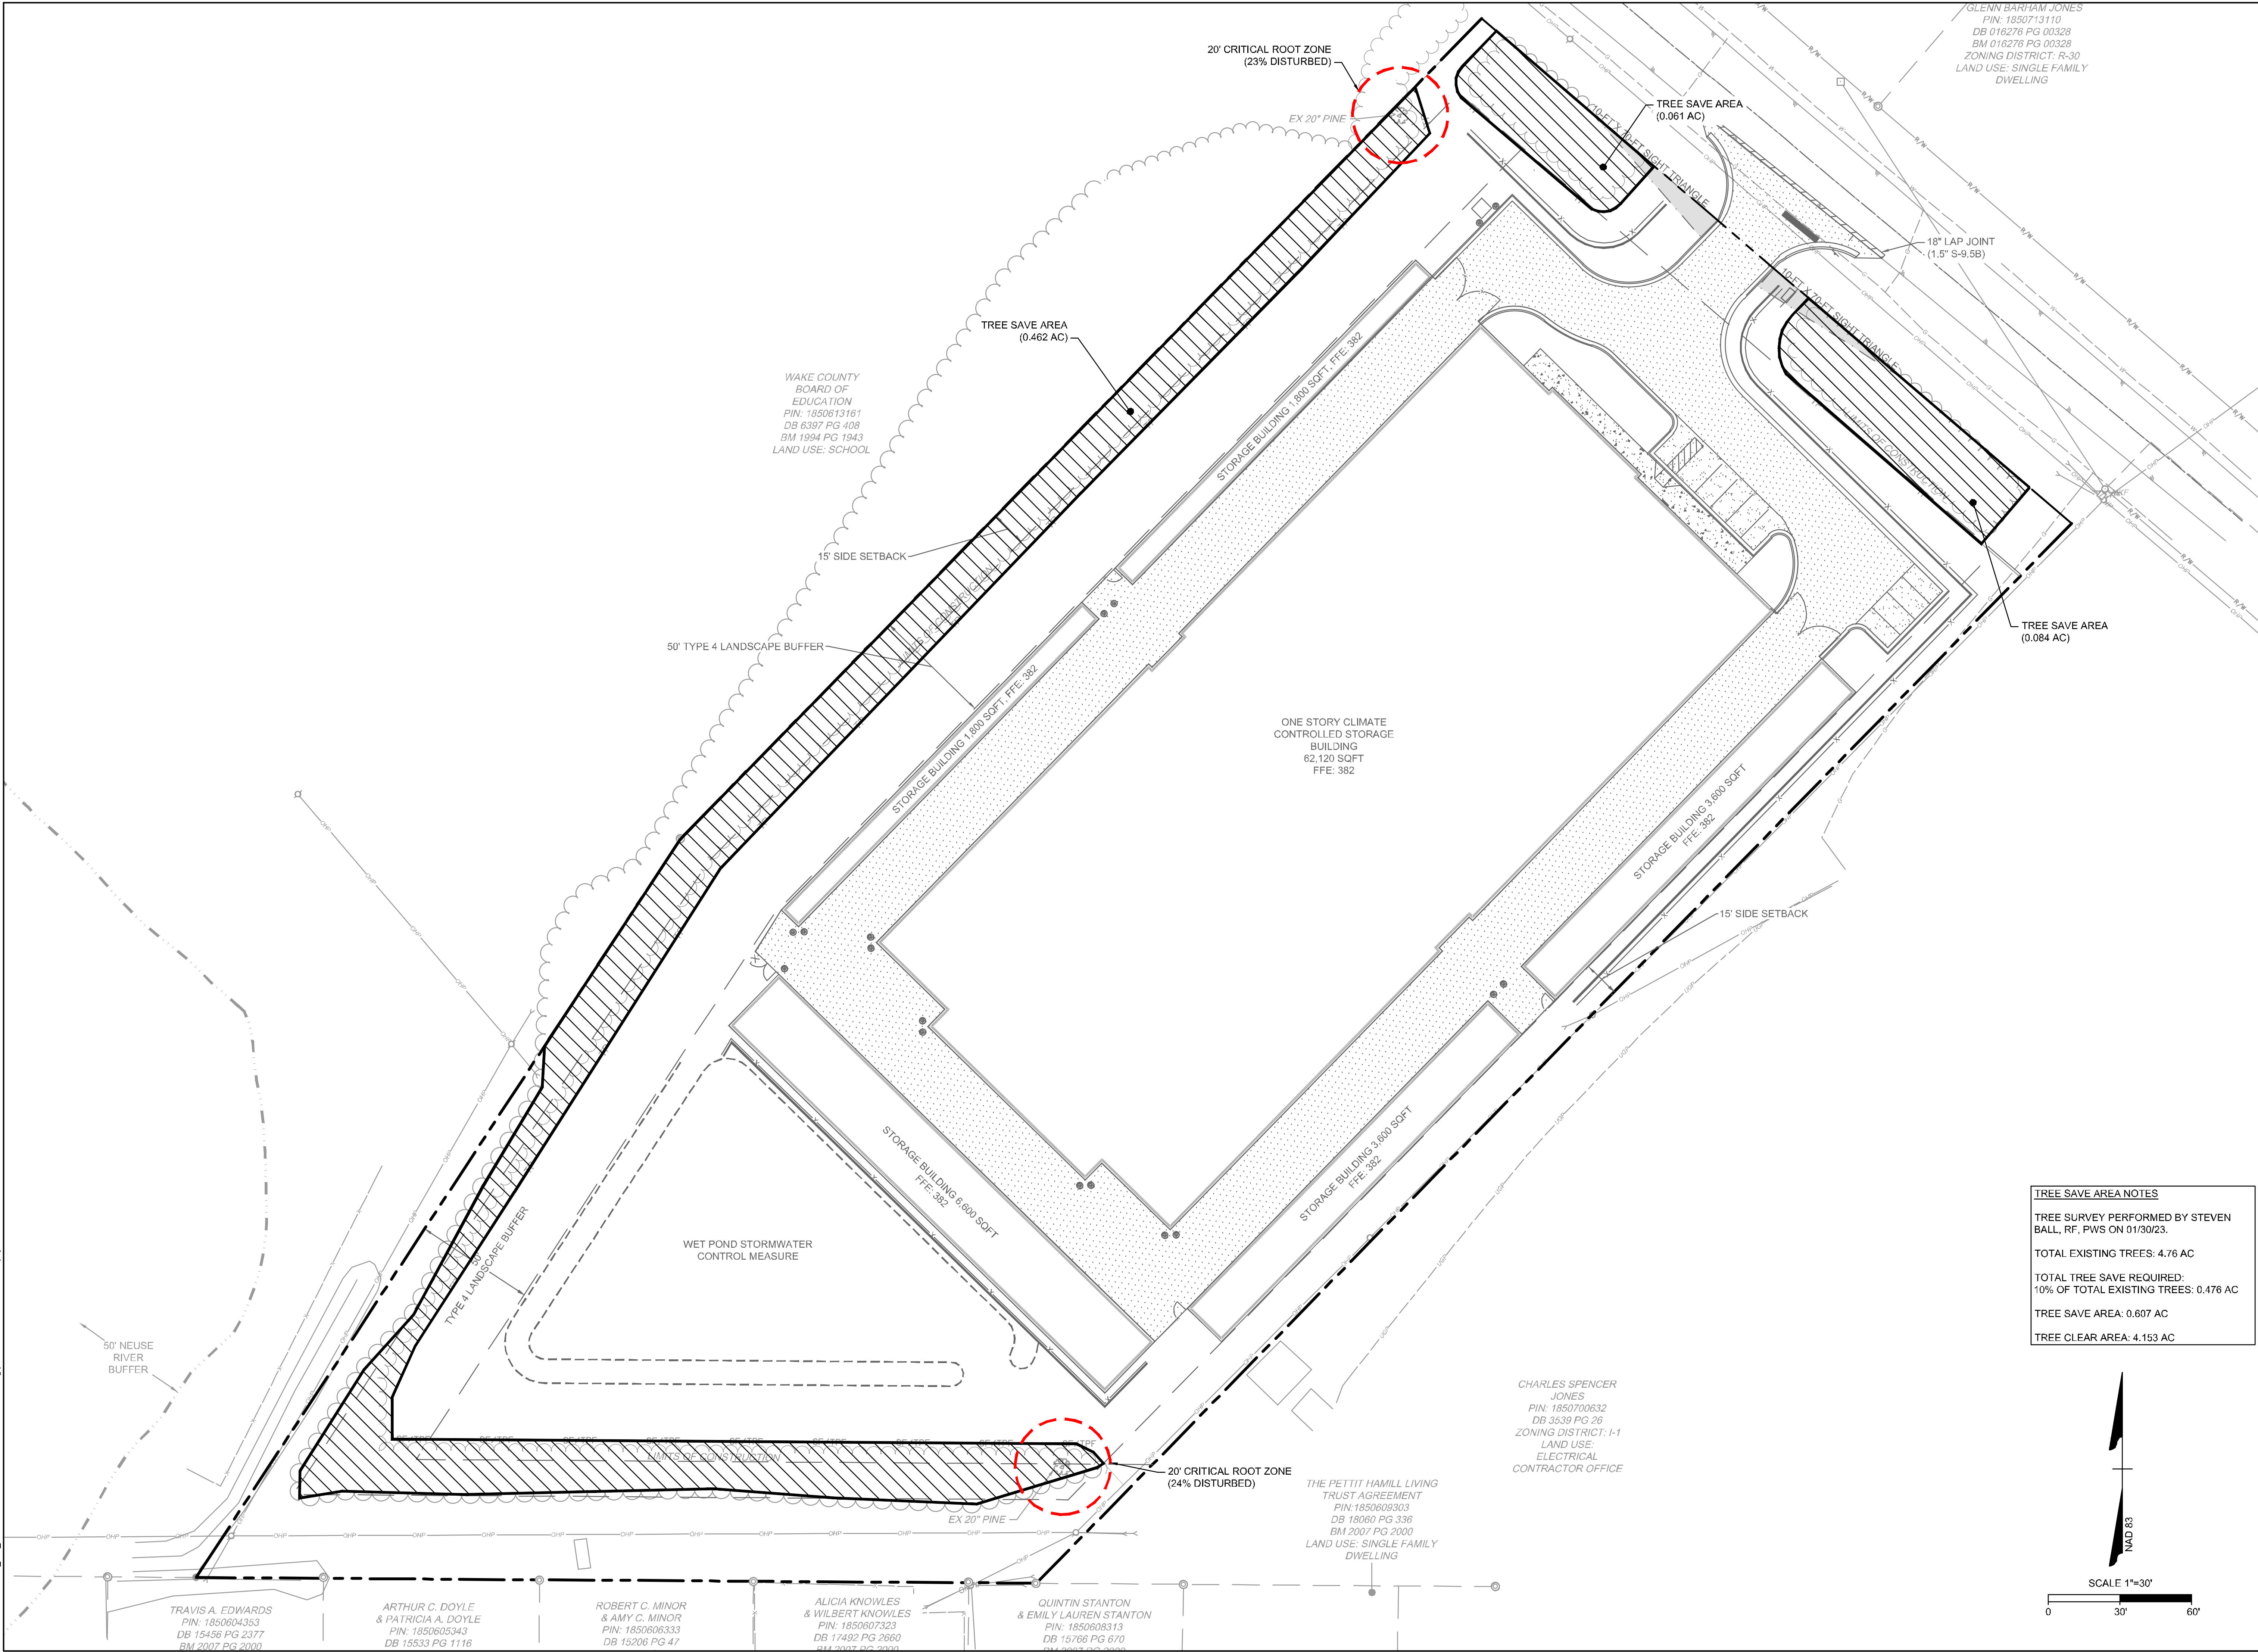 GLENN BARHAM JONES
PIN: 1850713110
DB 016276 PG 00328
BM 016276 PG 00328
ZONING DISTRICT: R-30
LAND USE: SINGLE FAMILY
DWELLING
20' CRITICAL ROOT ZONE
(23% DISTURBED)
EX 20" PINE
TREE SAVE AREA
(0.061 AC)
10-FT X 70-FT SIGHT TRIANGLE
18" LAP JOINT
(1.5" S-9.5B)
10-FT X 70-FT SIGHT TRIANGLE
TREE SAVE AREA
(0.462 AC)
WAKE COUNTY
BOARD OF
EDUCATION
PIN: 1850613161
DB 6397 PG 408
BM 1994 PG 1943
LAND USE: SCHOOL
STORAGE BUILDING 1,800 SQFT, FFE: 382
LIMITS OF CONSTRUCTION
15' SIDE SETBACK
LIMITS OF CONSTRUCTION
50' TYPE 4 LANDSCAPE BUFFER
TREE SAVE AREA
(0.084 AC)
STORAGE BUILDING 1,800 SQFT, FFE: 382
ONE STORY CLIMATE
CONTROLLED STORAGE
BUILDING
62,120 SQFT
FFE: 382
STORAGE BUILDING 3,600 SQFT
FFE: 382
15' SIDE SETBACK
STORAGE BUILDING 6,600 SQFT
FFE: 382
STORAGE BUILDING 3,600 SQFT
FFE: 382
50'
TYPE 4 LANDSCAPE BUFFER
WET POND STORMWATER
CONTROL MEASURE
50' NEUSE
RIVER
BUFFER
TREE SAVE AREA NOTES
TREE SURVEY PERFORMED BY STEVEN
BALL, RF, PWS ON 01/30/23.
TOTAL EXISTING TREES: 4.76 AC
TOTAL TREE SAVE REQUIRED:
10% OF TOTAL EXISTING TREES: 0.476 AC
TREE SAVE AREA: 0.607 AC
TREE CLEAR AREA: 4.153 AC
CHARLES SPENCER
JONES
PIN: 1850700632
DB 3539 PG 26
ZONING DISTRICT: I-1
LAND USE:
ELECTRICAL
CONTRACTOR OFFICE
LIMITS OF CONSTRUCTION
20' CRITICAL ROOT ZONE
(24% DISTURBED)
EX 20" PINE
THE PETTIT HAMILL LIVING
TRUST AGREEMENT
PIN:1850609303
DB 18060 PG 336
BM 2007 PG 2000
LAND USE: SINGLE FAMILY
DWELLING
NAD 83
SCALE 1"=30'
0 30' 60'
TRAVIS A. EDWARDS
PIN: 1850604353
DB 15456 PG 2377
BM 2007 PG 2000
ARTHUR C. DOYLE
& PATRICIA A. DOYLE
PIN: 1850605343
DB 15533 PG 1116
ROBERT C. MINOR
& AMY C. MINOR
PIN: 1850606333
DB 15206 PG 47
ALICIA KNOWLES
& WILBERT KNOWLES
PIN: 1850607323
DB 17492 PG 2660
BM 2007 PG 2000
QUINTIN STANTON
& EMILY LAUREN STANTON
PIN: 1850608313
DB 15766 PG 670
BM 2007 PG 2000